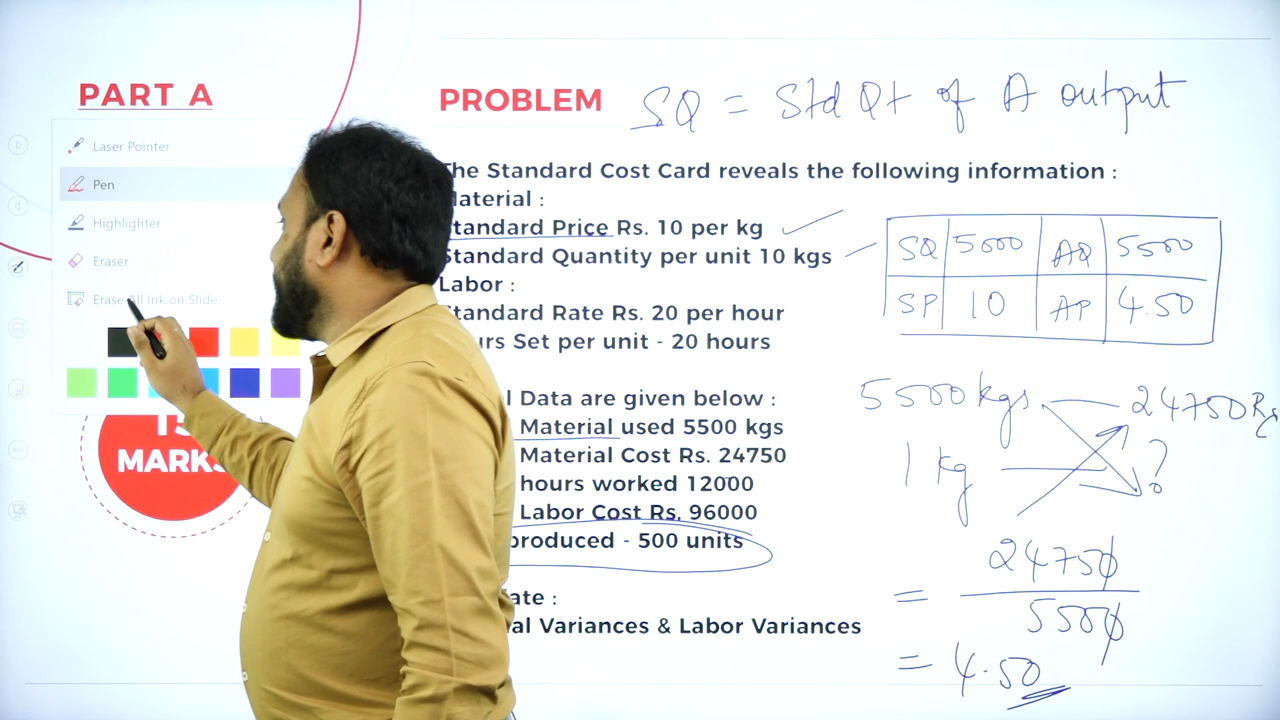 PART A
Laser Pointer
Pen
Highlighter
Eraser
Erase All Ink on Slide
15
MARKS
PROBLEM
SQ = Std Qt of A output
The Standard Cost Card reveals the following information :
Material :
Standard Price Rs. 10 per kg
Standard Quantity per unit 10 kgs
Labor :
Standard Rate Rs. 20 per hour
urs Set per unit - 20 hours
l Data are given below :
Material used 5500 kgs
Material Cost Rs. 24750
hours worked 12000
Labor Cost Rs. 96000
produced - 500 units
ate :
al Variances & Labor Variances
SQ 5000 AQ 5500
SP 10 AP 4.50
5500 kgs 24750 Rs
1 kg ?
= 24750
5500
= 4.50